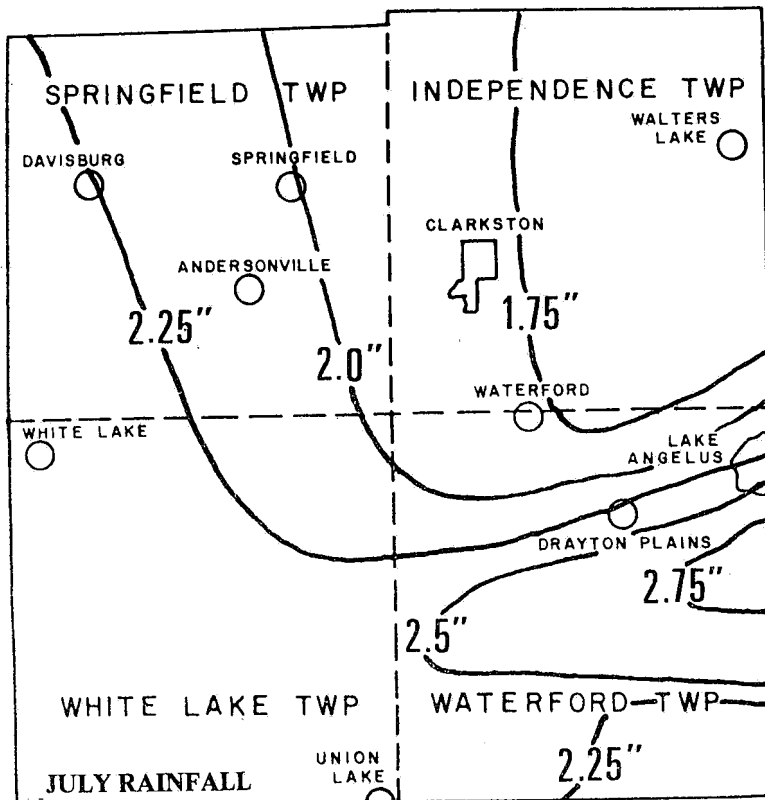 SPRINGFIELD TWP
INDEPENDENCE TWP
WALTERS
LAKE
DAVISBURG
SPRINGFIELD
CLARKSTON
ANDERSONVILLE
2.25"
2.0"
1.75"
WATERFORD
WHITE LAKE
LAKE
ANGELUS
DRAYTON PLAINS
2.75"
2.5"
WHITE LAKE TWP
WATERFORD TWP
UNION
LAKE
2.25"
JULY RAINFALL